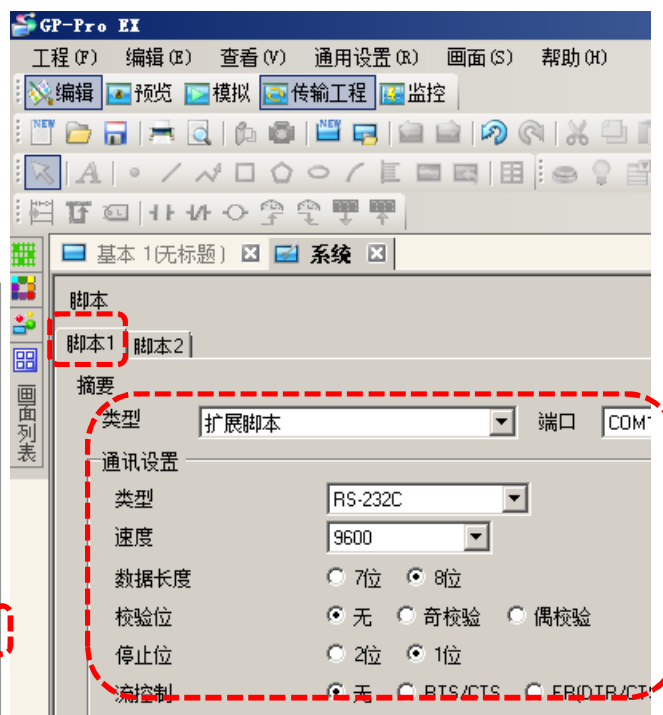 GP-Pro EX
工程(F) 编辑(E) 查看(V) 通用设置(R) 画面(S) 帮助(H)
编辑 预览 模拟 传输工程 监控
基本 1(无标题) 系统
画面列表
脚本
脚本1 脚本2
摘要
类型 扩展脚本 端口 COM1
通讯设置
类型 RS-232C
速度 9600
数据长度 7位 8位
校验位 无 奇校验 偶校验
停止位 2位 1位
流控制 无 RTS/CTS ER(DTR/CTS